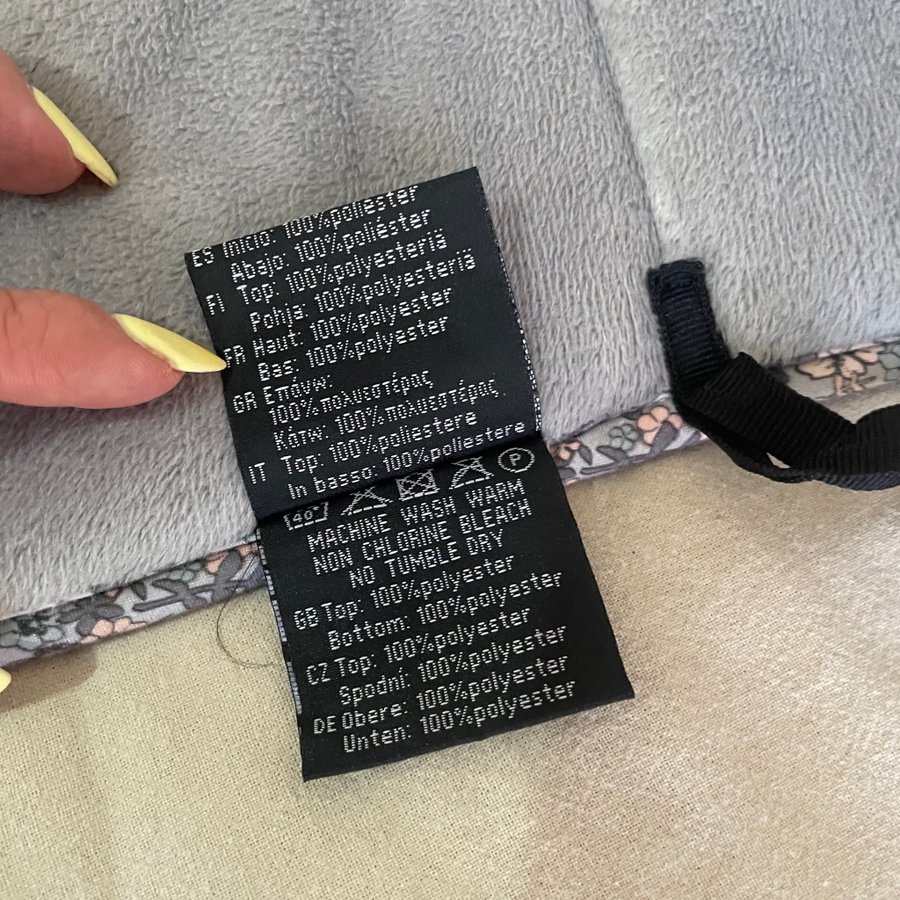 ES Inicio: 100%poliester
Abajo: 100%poliéster
FI Top: 100%polyesteriä
Pohja: 100%polyesteriä
FR Haut: 100%polyester
Bas: 100%polyester
GR Επάνω:
100% πολυεστέρας
Κάτω: 100% πολυεστέρας
IT Top: 100%poliestere
In basso: 100%poliestere
40° P
MACHINE WASH WARM
NON CHLORINE BLEACH
NO TUMBLE DRY
GB Top: 100%polyester
Bottom: 100%polyester
CZ Top: 100%polyester
Spodní: 100%polyester
DE Obere: 100%polyester
Unten: 100%polyester